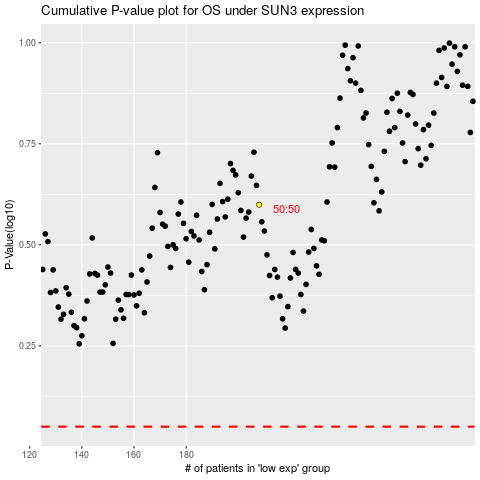 Cumulative P-value plot for OS under SUN3 expression
P-Value(log10)
1.00
0.75
0.50
0.25
50:50
120 140 160 180
# of patients in 'low exp' group